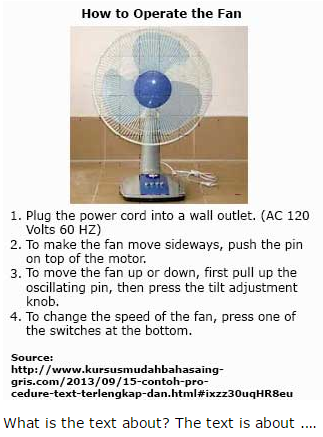 How to Operate the Fan
1. Plug the power cord into a wall outlet. (AC 120
Volts 60 HZ)
2. To make the fan move sideways, push the pin
on top of the motor.
3. To move the fan up or down, first pull up the
oscillating pin, then press the tilt adjustment
knob.
4. To change the speed of the fan, press one of
the switches at the bottom.
Source:
http://www.kursusmudahbahasaing-
gris.com/2013/09/15-contoh-pro-
cedure-text-terlengkap-dan.html#ixzz30uqHR8eu
What is the text about? The text is about ....